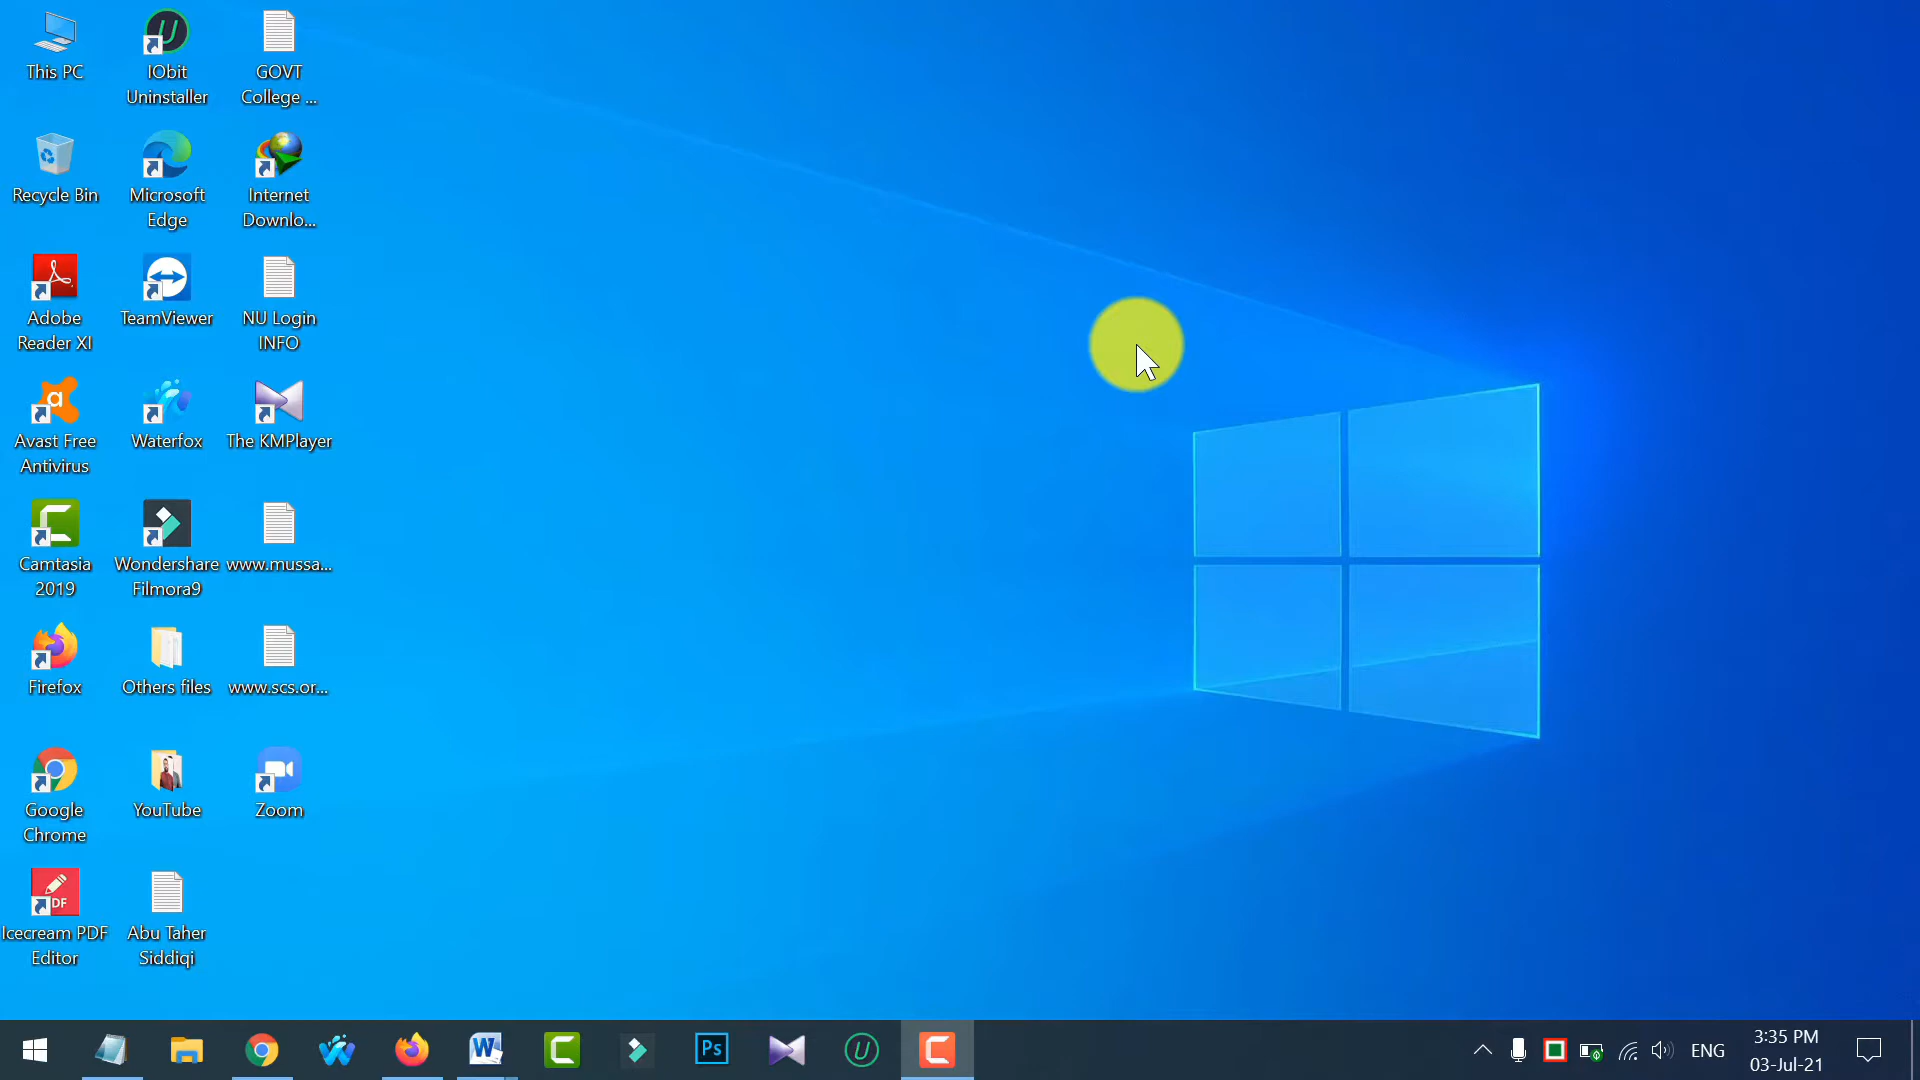 This PC
IObit
Uninstaller
GOVT
College ...
Recycle Bin
Microsoft
Edge
Internet
Downlo...
Adobe
Reader XI
TeamViewer
NU Login
INFO
Avast Free
Antivirus
Waterfox
The KMPlayer
Camtasia
2019
Wondershare
Filmora9
www.mussa...
Firefox
Others files
www.scs.or...
Google
Chrome
YouTube
Zoom
Icecream PDF
Editor
Abu Taher
Siddiqi
ENG
3:35 PM
03-Jul-21